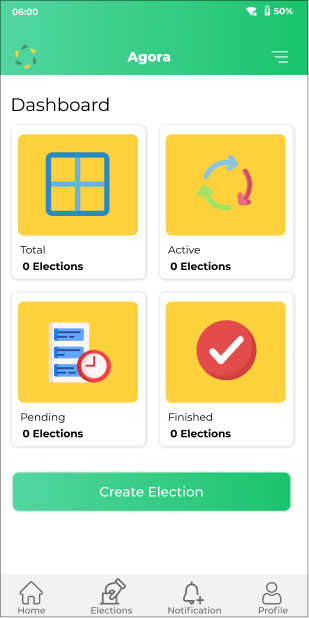 06:00 50%
Agora
Dashboard
Total Active
0 Elections 0 Elections
Pending Finished
0 Elections 0 Elections
Create Election
Home Elections Notification Profile